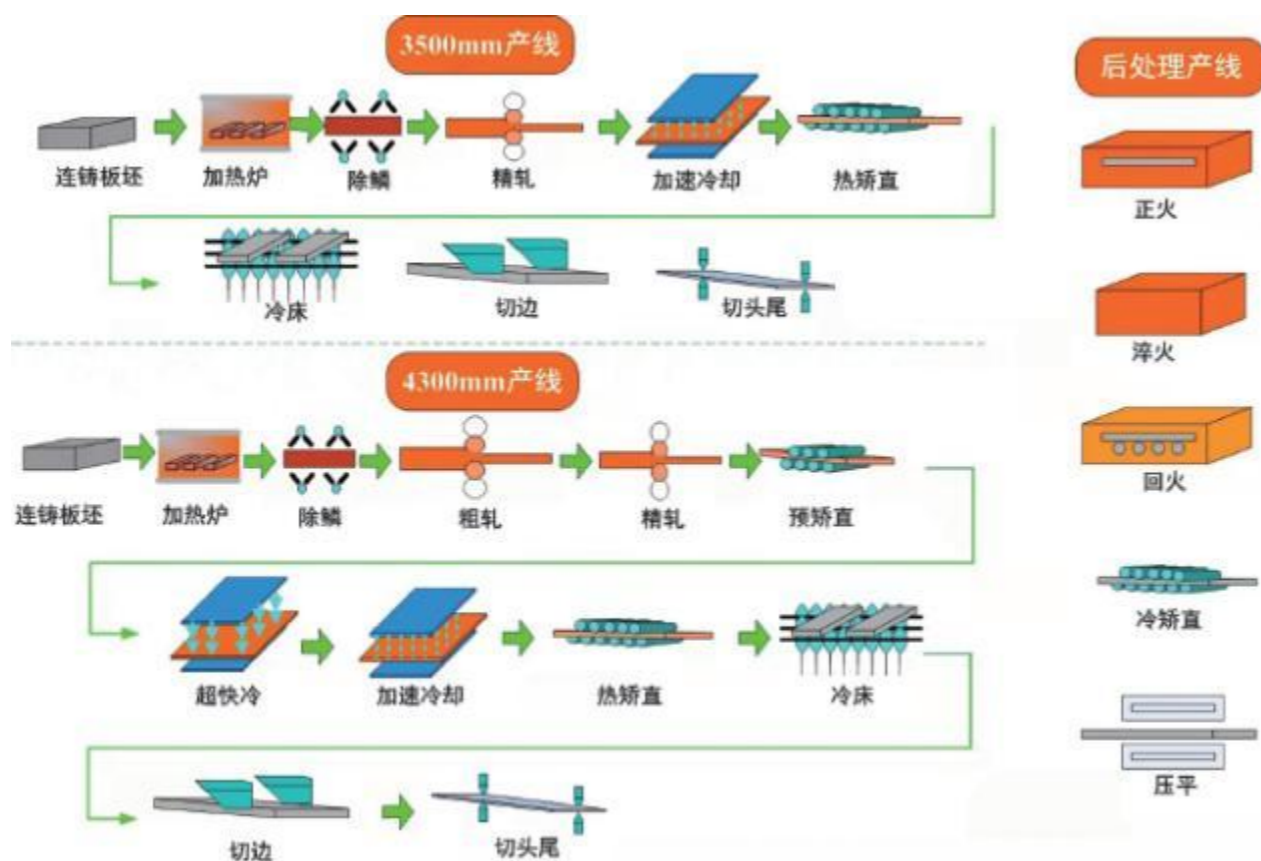 3500mm产线
后处理产线
连铸板坯
加热炉
除鳞
精轧
加速冷却
热矫直
冷床
切边
切头尾
4300mm产线
连铸板坯
加热炉
除鳞
粗轧
精轧
预矫直
超快冷
加速冷却
热矫直
冷床
切边
切头尾
正火
淬火
回火
冷矫直
压平